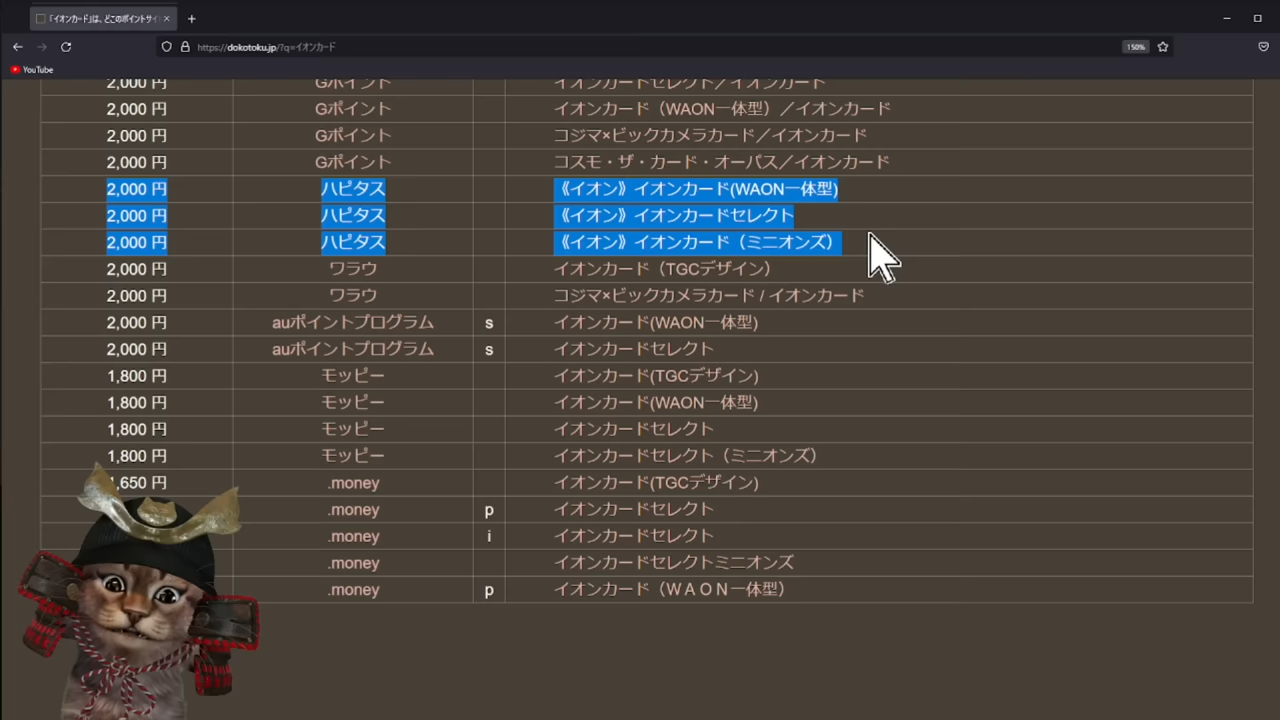 「イオンカード」は、どこのポイントサイ
https://dokotoku.jp/?q=イオンカード
150%
YouTube
2,000 円 Gポイント イオンカードセレクト／イオンカード
2,000 円 Gポイント イオンカード（WAON一体型）／イオンカード
2,000 円 Gポイント コジマ×ビックカメラカード／イオンカード
2,000 円 Gポイント コスモ・ザ・カード・オーパス／イオンカード
2,000 円 ハピタス 《イオン》イオンカード(WAON一体型)
2,000 円 ハピタス 《イオン》イオンカードセレクト
2,000 円 ハピタス 《イオン》イオンカード（ミニオンズ）
2,000 円 ワラウ イオンカード（TGCデザイン）
2,000 円 ワラウ コジマ×ビックカメラカード / イオンカード
2,000 円 auポイントプログラム s イオンカード(WAON一体型)
2,000 円 auポイントプログラム s イオンカードセレクト
1,800 円 モッピー イオンカード(TGCデザイン)
1,800 円 モッピー イオンカード(WAON一体型)
1,800 円 モッピー イオンカードセレクト
1,800 円 モッピー イオンカードセレクト（ミニオンズ）
1,650 円 .money イオンカード(TGCデザイン)
.money p イオンカードセレクト
.money i イオンカードセレクト
.money イオンカードセレクトミニオンズ
.money p イオンカード（ＷＡＯＮ一体型）